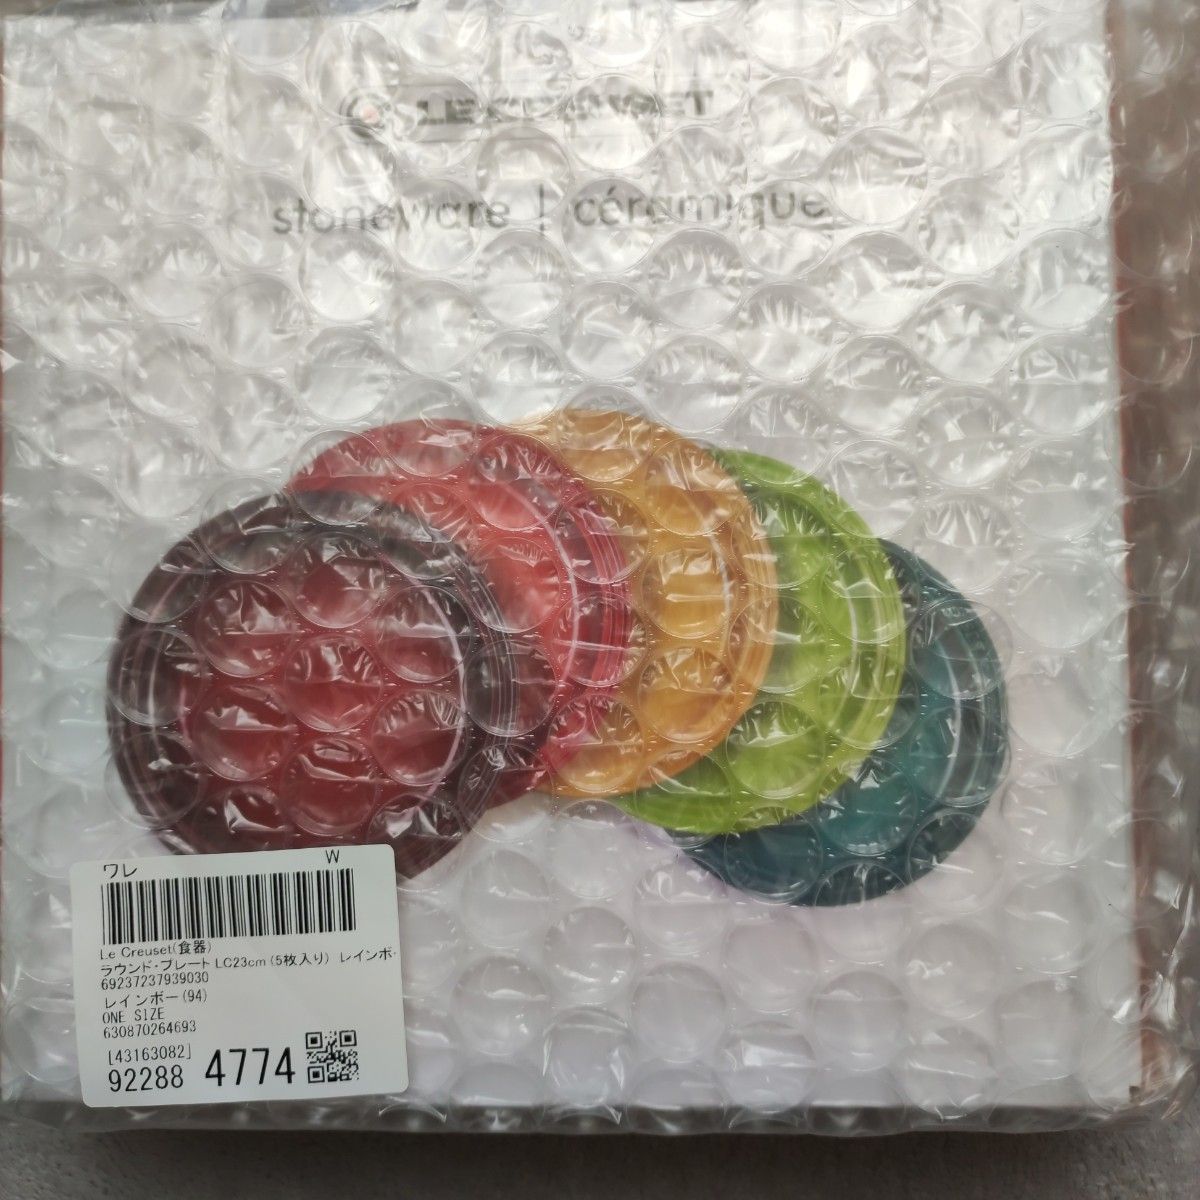 LE CREUSET
stoneware | céramique
ワレ W
Le Creuset(食器)
ラウンド・プレート LC23cm (5枚入り) レインボー
69237237939030
レインボー(94)
ONE SIZE
630870264693
[43163082]
92288 4774